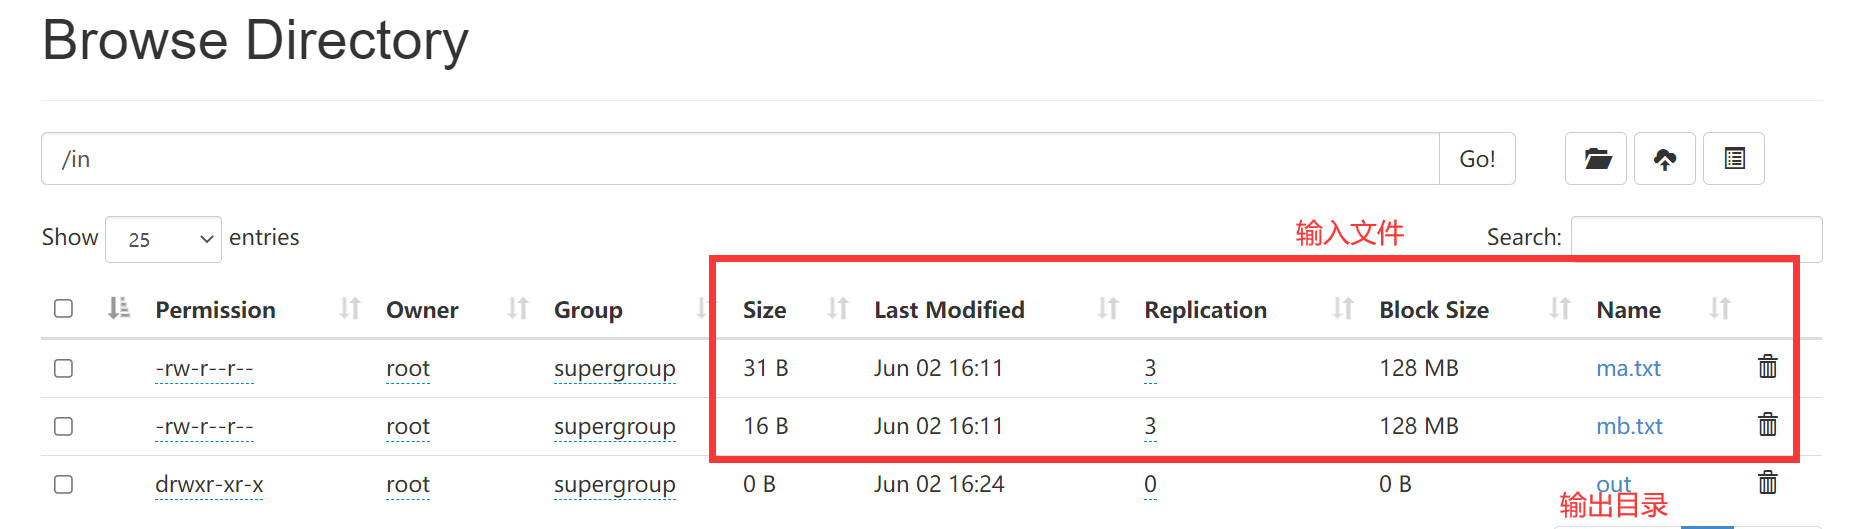 Browse Directory
/in Go!
Show 25 entries 输入文件 Search:
Permission Owner Group Size Last Modified Replication Block Size Name
-rw-r--r-- root supergroup 31 B Jun 02 16:11 3 128 MB ma.txt
-rw-r--r-- root supergroup 16 B Jun 02 16:11 3 128 MB mb.txt
drwxr-xr-x root supergroup 0 B Jun 02 16:24 0 0 B out
输出目录